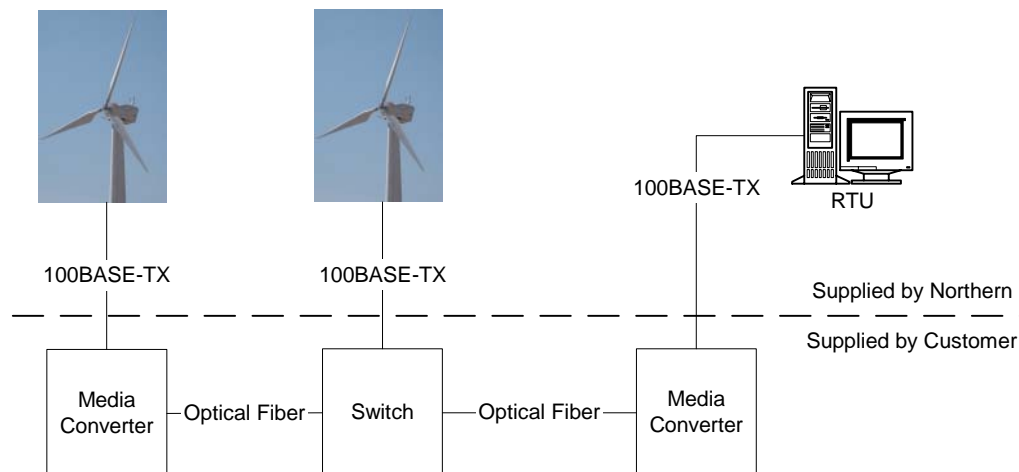 100BASE-TX
RTU
100BASE-TX
100BASE-TX
Supplied by Northern
Supplied by Customer
Media
Converter
Optical Fiber
Switch
Optical Fiber
Media
Converter